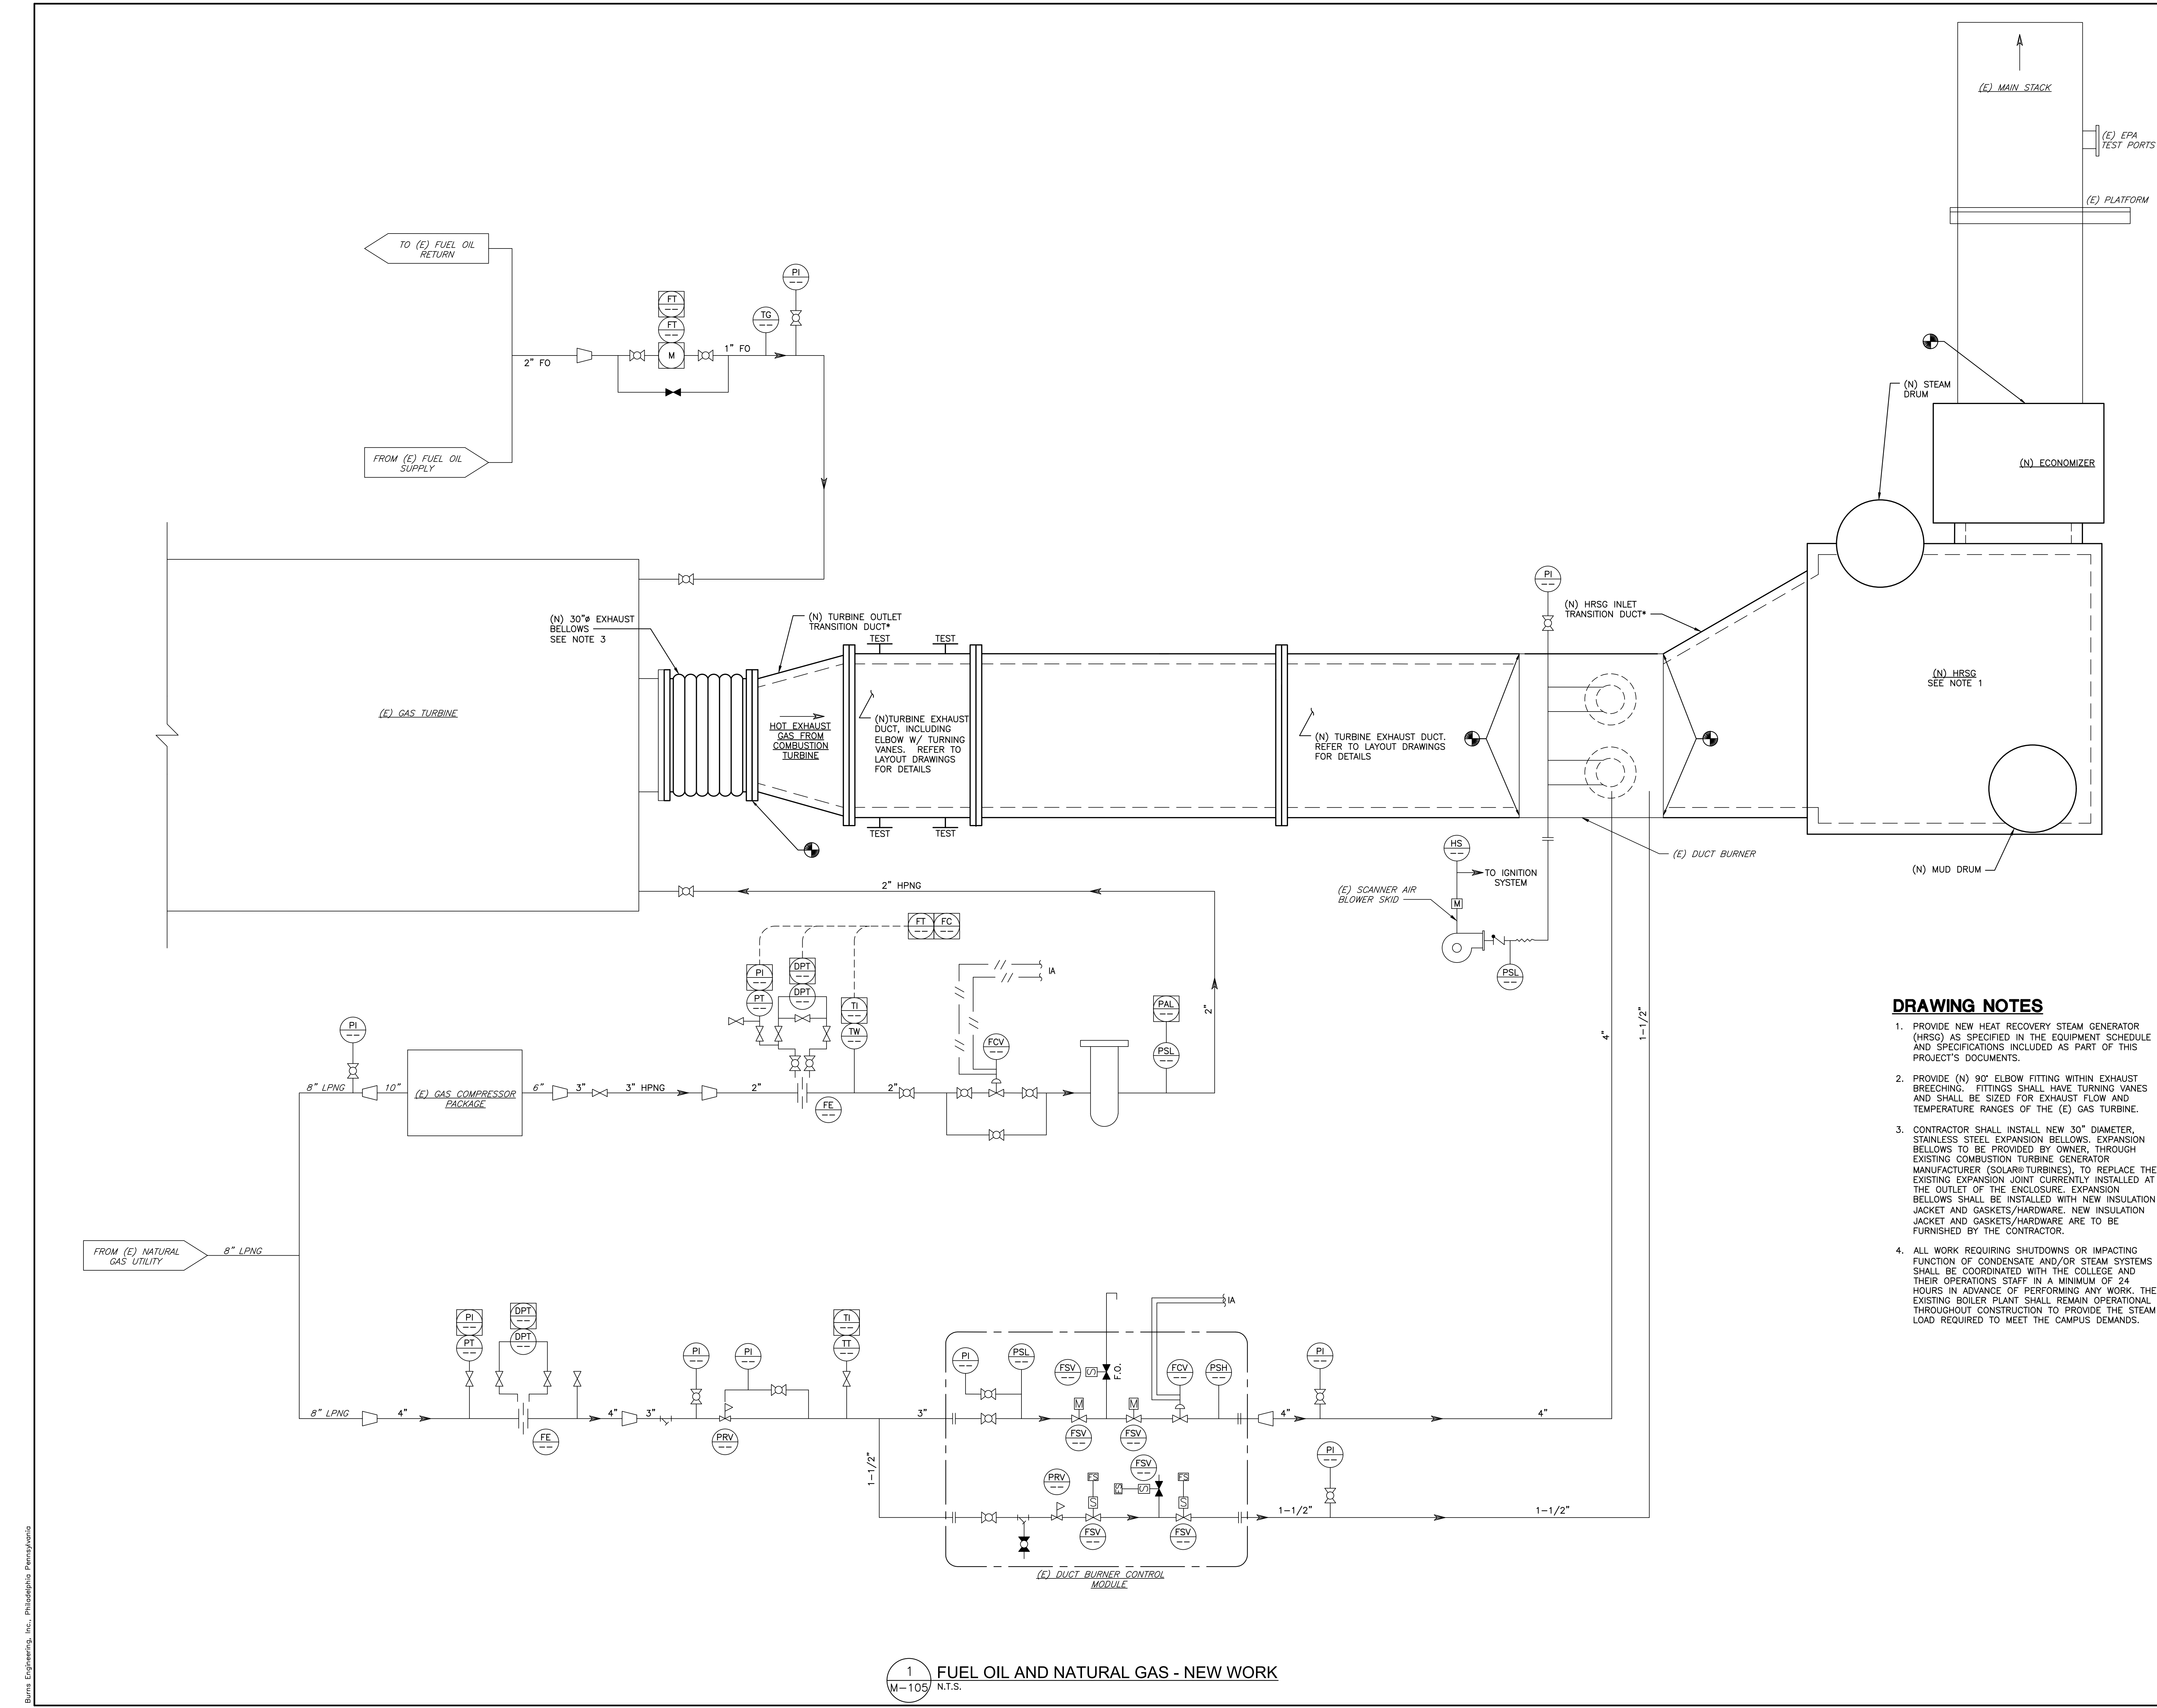 (E) MAIN STACK
(E) EPA
TEST PORTS
(E) PLATFORM
TO (E) FUEL OIL
RETURN
PI
--
FT
--
FT
--
M
TG
--
1" FO
2" FO
FROM (E) FUEL OIL
SUPPLY
(N) STEAM
DRUM
(N) ECONOMIZER
(E) GAS TURBINE
(N) 30"ø EXHAUST
BELLOWS
SEE NOTE 3
(N) TURBINE OUTLET
TRANSITION DUCT*
TEST
TEST
HOT EXHAUST
GAS FROM
COMBUSTION
TURBINE
(N)TURBINE EXHAUST
DUCT, INCLUDING
ELBOW W/ TURNING
VANES. REFER TO
LAYOUT DRAWINGS
FOR DETAILS
TEST
TEST
(N) TURBINE EXHAUST DUCT.
REFER TO LAYOUT DRAWINGS
FOR DETAILS
PI
--
(N) HRSG INLET
TRANSITION DUCT*
(N) HRSG
SEE NOTE 1
(N) MUD DRUM
(E) DUCT BURNER
HS
--
TO IGNITION
SYSTEM
M
(E) SCANNER AIR
BLOWER SKID
PSL
--
2" HPNG
FT
--
FC
--
PI
--
PT
--
DPT
--
DPT
--
TI
--
TW
--
IA
FCV
--
PAL
--
PSL
--
2"
PI
--
8" LPNG
10"
(E) GAS COMPRESSOR
PACKAGE
6"
3"
3" HPNG
2"
FE
--
2"
4"
1-1/2"
FROM (E) NATURAL
GAS UTILITY
8" LPNG
PI
--
PT
--
DPT
--
DPT
--
PI
--
PI
--
TI
--
TT
--
8" LPNG
4"
FE
--
4"
3"
PRV
--
3"
1-1/2"
IA
PI
--
PSL
--
FSV
--
S
F.O.
FCV
--
PSH
--
M
M
FSV
--
FSV
--
4"
PI
--
4"
PRV
--
FS
S
FSV
--
FS
S
FSV
--
FS
S
FSV
--
1-1/2"
PI
--
1-1/2"
(E) DUCT BURNER CONTROL
MODULE
DRAWING NOTES
1. PROVIDE NEW HEAT RECOVERY STEAM GENERATOR
(HRSG) AS SPECIFIED IN THE EQUIPMENT SCHEDULE
AND SPECIFICATIONS INCLUDED AS PART OF THIS
PROJECT'S DOCUMENTS.
2. PROVIDE (N) 90° ELBOW FITTING WITHIN EXHAUST
BREECHING. FITTINGS SHALL HAVE TURNING VANES
AND SHALL BE SIZED FOR EXHAUST FLOW AND
TEMPERATURE RANGES OF THE (E) GAS TURBINE.
3. CONTRACTOR SHALL INSTALL NEW 30" DIAMETER,
STAINLESS STEEL EXPANSION BELLOWS. EXPANSION
BELLOWS TO BE PROVIDED BY OWNER, THROUGH
EXISTING COMBUSTION TURBINE GENERATOR
MANUFACTURER (SOLAR® TURBINES), TO REPLACE THE
EXISTING EXPANSION JOINT CURRENTLY INSTALLED AT
THE OUTLET OF THE ENCLOSURE. EXPANSION
BELLOWS SHALL BE INSTALLED WITH NEW INSULATION
JACKET AND GASKETS/HARDWARE. NEW INSULATION
JACKET AND GASKETS/HARDWARE ARE TO BE
FURNISHED BY THE CONTRACTOR.
4. ALL WORK REQUIRING SHUTDOWNS OR IMPACTING
FUNCTION OF CONDENSATE AND/OR STEAM SYSTEMS
SHALL BE COORDINATED WITH THE COLLEGE AND
THEIR OPERATIONS STAFF IN A MINIMUM OF 24
HOURS IN ADVANCE OF PERFORMING ANY WORK. THE
EXISTING BOILER PLANT SHALL REMAIN OPERATIONAL
THROUGHOUT CONSTRUCTION TO PROVIDE THE STEAM
LOAD REQUIRED TO MEET THE CAMPUS DEMANDS.
1
M-105
FUEL OIL AND NATURAL GAS - NEW WORK
N.T.S.
Burns Engineering, Inc., Philadelphia Pennsylvania